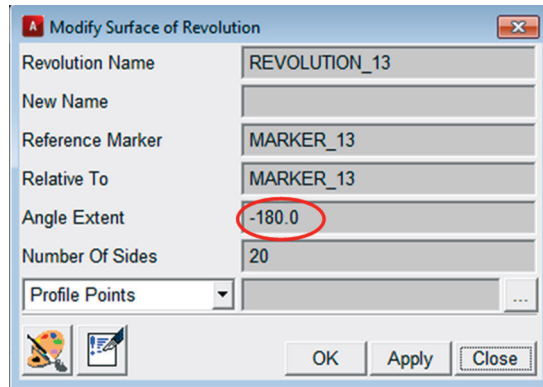 Modify Surface of Revolution
Revolution Name REVOLUTION_13
New Name
Reference Marker MARKER_13
Relative To MARKER_13
Angle Extent -180.0
Number Of Sides 20
Profile Points ...
OK Apply Close